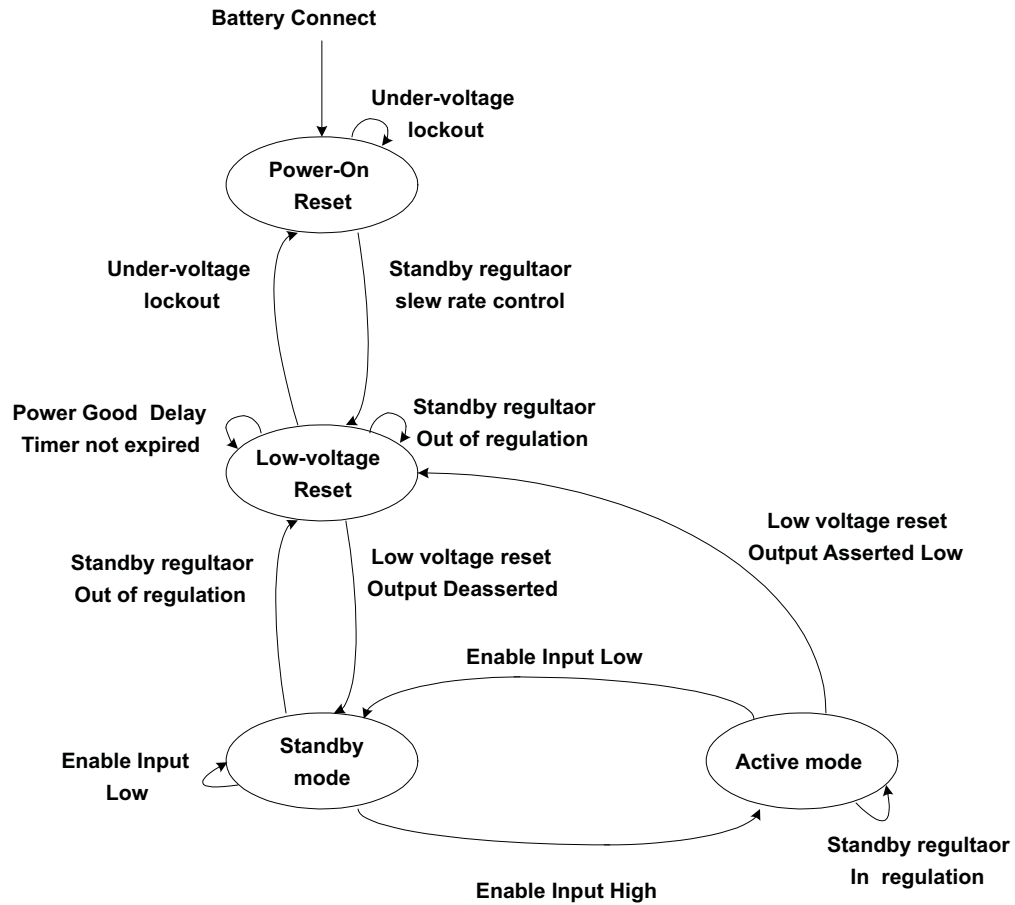 Battery Connect
Under-voltage
lockout
Power-On
Reset
Under-voltage
lockout
Standby regultaor
slew rate control
Power Good  Delay
Timer not expired
Standby regultaor
Out of regulation
Low-voltage
Reset
Low voltage reset
Output Asserted Low
Standby regultaor
Out of regulation
Low voltage reset
Output Deasserted
Enable Input Low
Standby
mode
Active mode
Enable Input
Low
Standby regultaor
In  regulation
Enable Input High